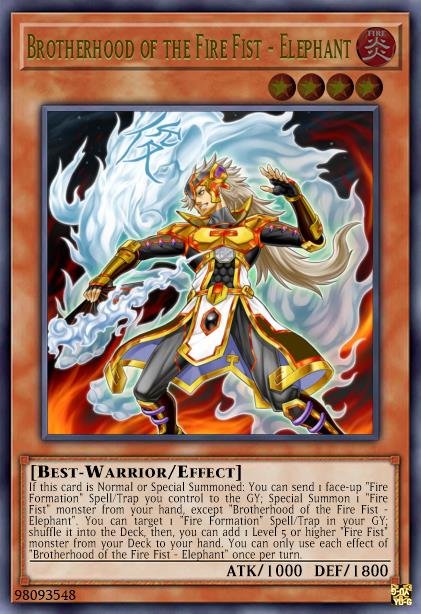 BROTHERHOOD OF THE FIRE FIST - ELEPHANT
FIRE
炎
[BEST-WARRIOR/EFFECT]
If this card is Normal or Special Summoned: You can send 1 face-up "Fire
Formation" Spell/Trap you control to the GY; Special Summon 1 "Fire
Fist" monster from your hand, except "Brotherhood of the Fire Fist -
Elephant". You can target 1 "Fire Formation" Spell/Trap in your GY;
shuffle it into the Deck, then, you can add 1 Level 5 or higher "Fire Fist"
monster from your Deck to your hand. You can only use each effect of
"Brotherhood of the Fire Fist - Elephant" once per turn.
ATK/1000 DEF/1800
98093548